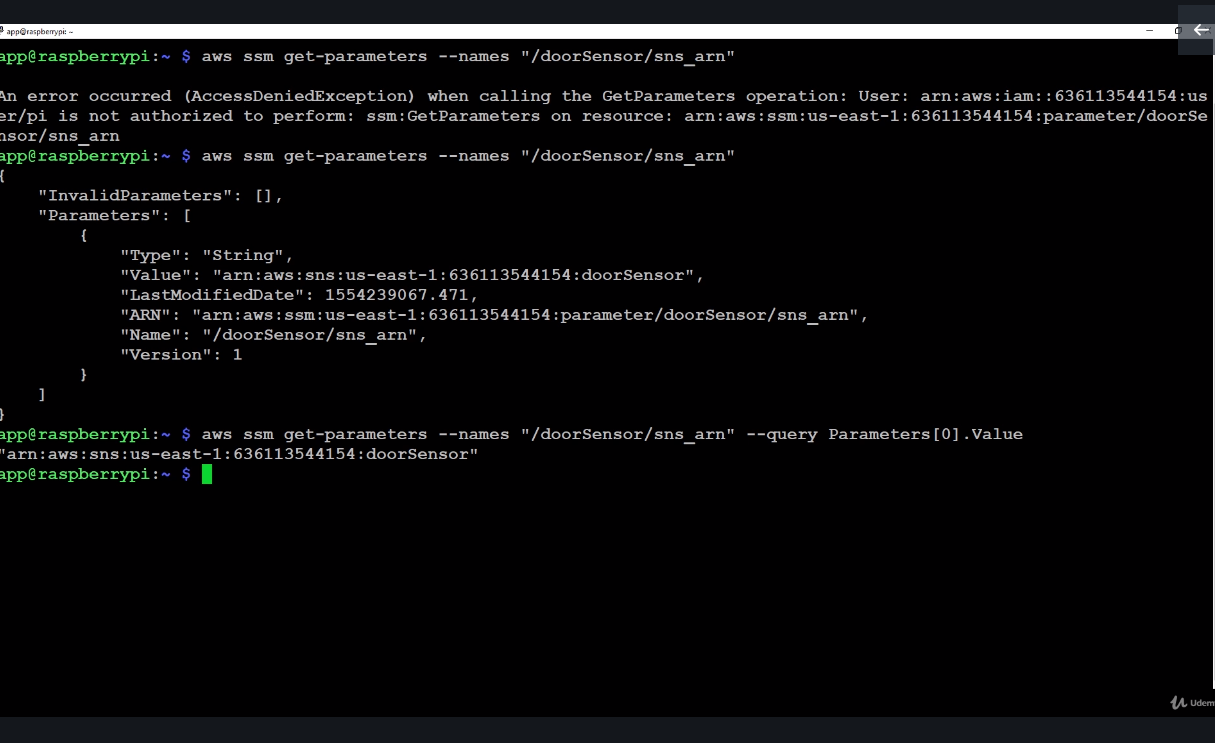 app@raspberrypi: ~
app@raspberrypi:~ $ aws ssm get-parameters --names "/doorSensor/sns_arn"
An error occurred (AccessDeniedException) when calling the GetParameters operation: User: arn:aws:iam::636113544154:us
er/pi is not authorized to perform: ssm:GetParameters on resource: arn:aws:ssm:us-east-1:636113544154:parameter/doorSe
nsor/sns_arn
app@raspberrypi:~ $ aws ssm get-parameters --names "/doorSensor/sns_arn"
{
    "InvalidParameters": [],
    "Parameters": [
        {
            "Type": "String",
            "Value": "arn:aws:sns:us-east-1:636113544154:doorSensor",
            "LastModifiedDate": 1554239067.471,
            "ARN": "arn:aws:ssm:us-east-1:636113544154:parameter/doorSensor/sns_arn",
            "Name": "/doorSensor/sns_arn",
            "Version": 1
        }
    ]
}
app@raspberrypi:~ $ aws ssm get-parameters --names "/doorSensor/sns_arn" --query Parameters[0].Value
"arn:aws:sns:us-east-1:636113544154:doorSensor"
app@raspberrypi:~ $
Udem